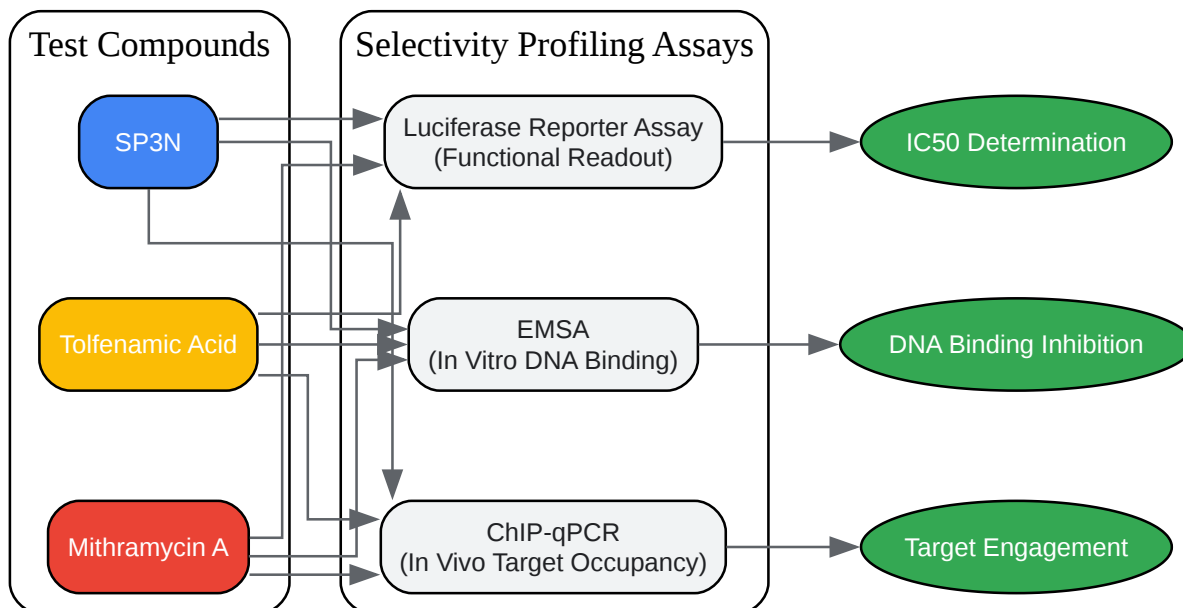 Test Compounds
Selectivity Profiling Assays
SP3N
Luciferase Reporter Assay
(Functional Readout)
IC50 Determination
Tolfenamic Acid
EMSA
(In Vitro DNA Binding)
DNA Binding Inhibition
Mithramycin A
ChIP-qPCR
(In Vivo Target Occupancy)
Target Engagement